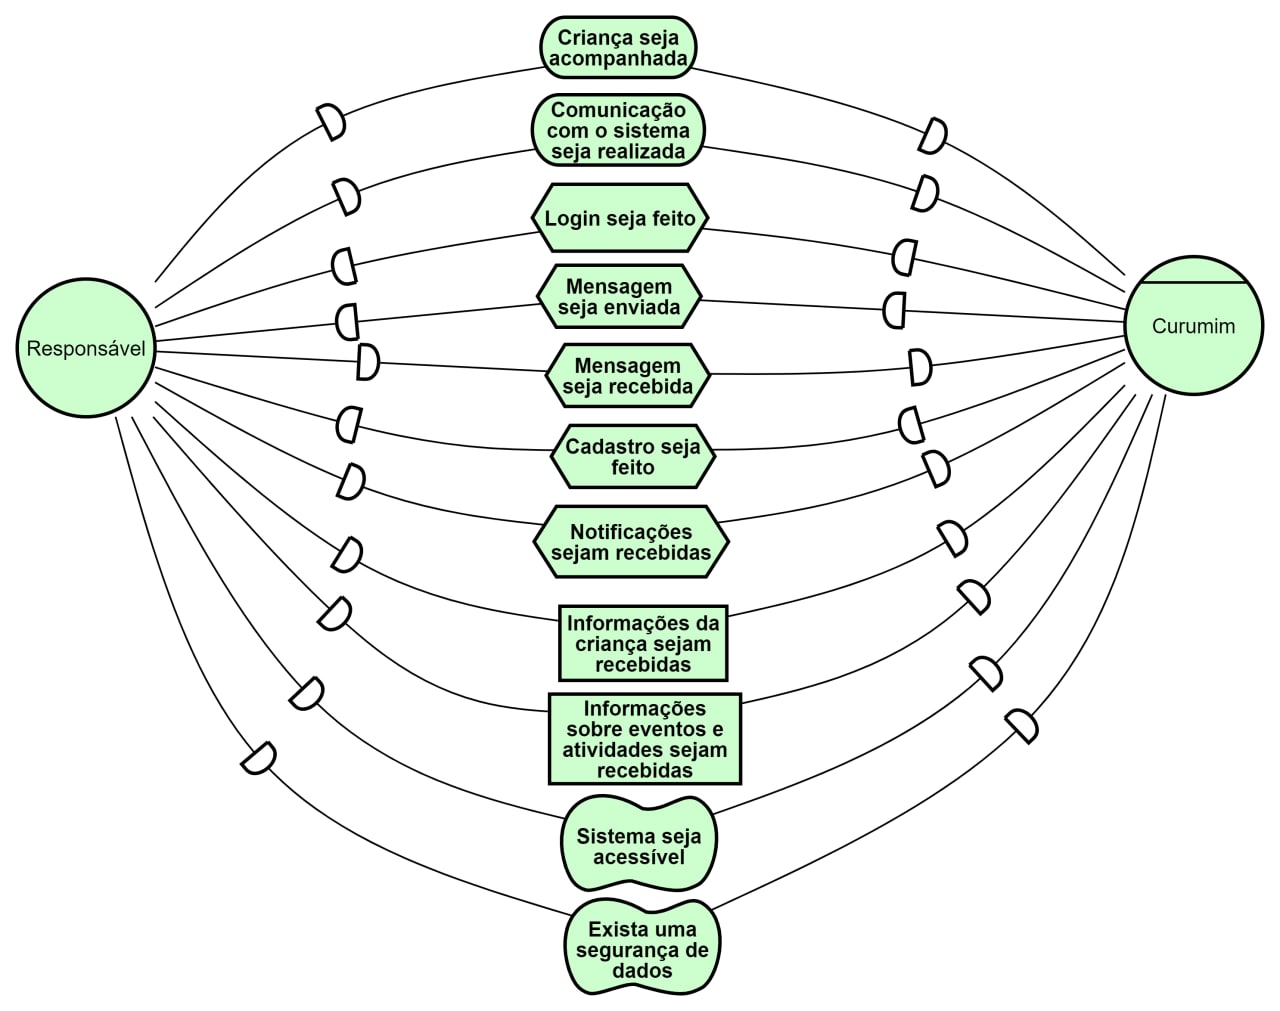 Criança seja
acompanhada
Comunicação
com o sistema
seja realizada
Login seja feito
Mensagem
seja enviada
Responsável
Curumim
Mensagem
seja recebida
Cadastro seja
feito
Notificações
sejam recebidas
Informações da
criança sejam
recebidas
Informações
sobre eventos e
atividades sejam
recebidas
Sistema seja
acessível
Exista uma
segurança de
dados